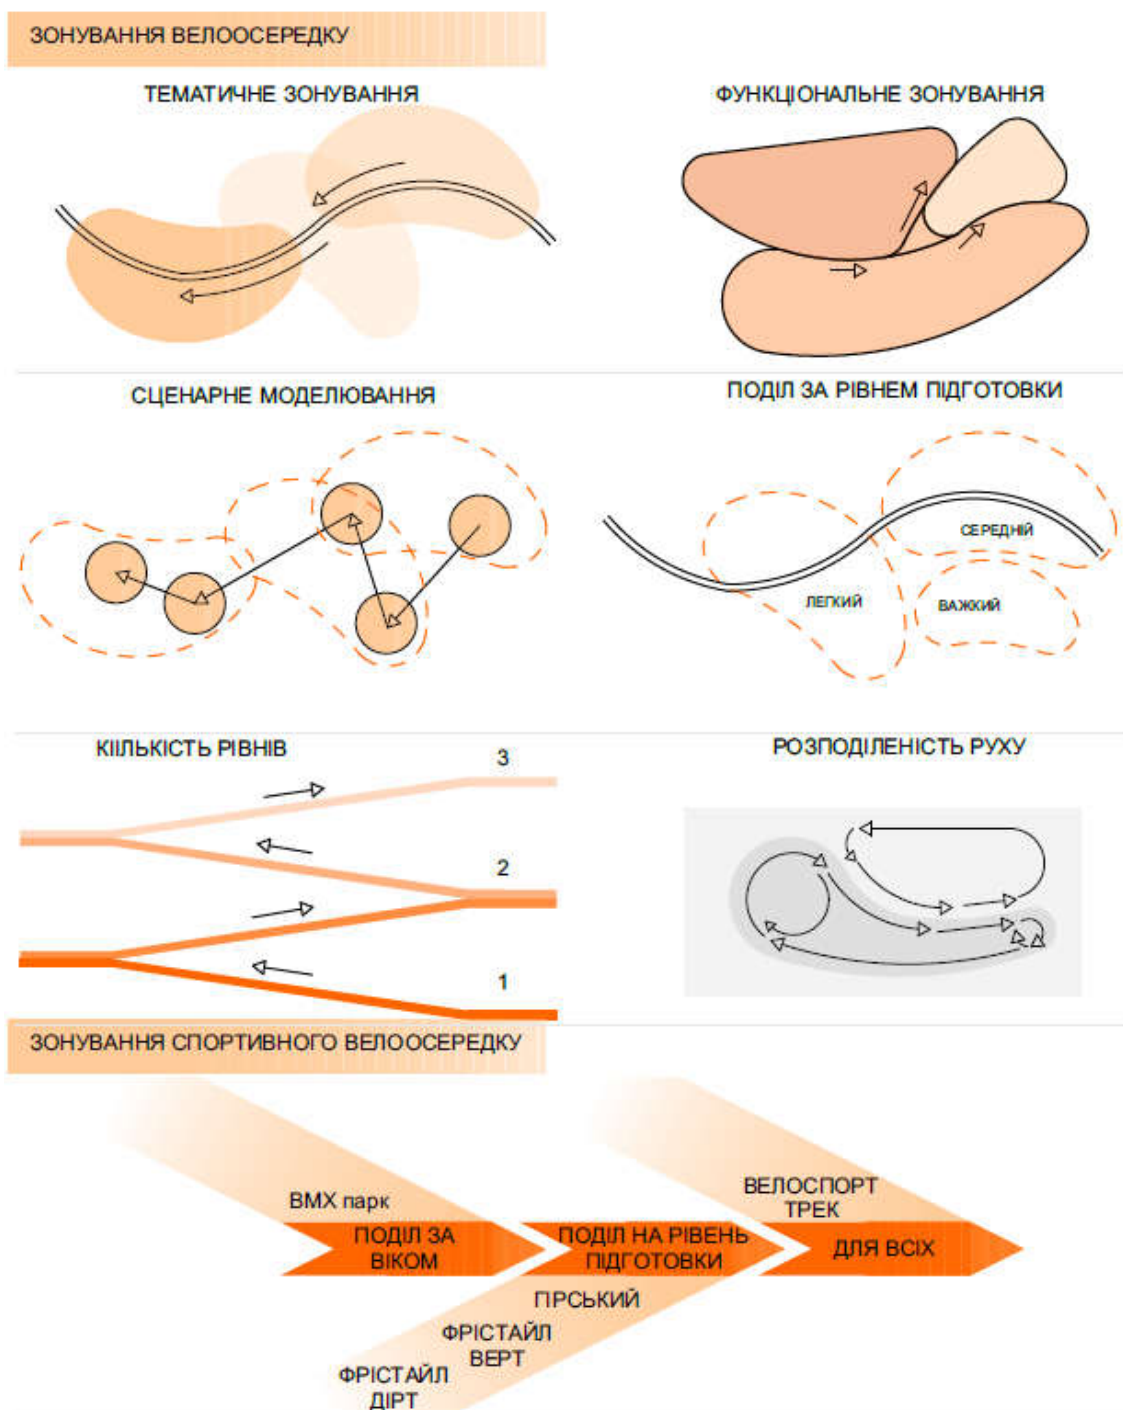 ЗОНУВАННЯ ВЕЛООСЕРЕДКУ
ТЕМАТИЧНЕ ЗОНУВАННЯ
ФУНКЦІОНАЛЬНЕ ЗОНУВАННЯ
СЦЕНАРНЕ МОДЕЛЮВАННЯ
ПОДІЛ ЗА РІВНЕМ ПІДГОТОВКИ
СЕРЕДНІЙ
ЛЕГКИЙ
ВАЖКИЙ
КІІЛЬКІСТЬ РІВНІВ
3
2
1
РОЗПОДІЛЕНІСТЬ РУХУ
ЗОНУВАННЯ СПОРТИВНОГО ВЕЛООСЕРЕДКУ
ВМХ парк
ПОДІЛ ЗА
ВІКОМ
ПОДІЛ НА РІВЕНЬ
ПІДГОТОВКИ
ВЕЛОСПОРТ
ТРЕК
ДЛЯ ВСІХ
ГІРСЬКИЙ
ФРІСТАЙЛ
ВЕРТ
ФРІСТАЙЛ
ДІРТ